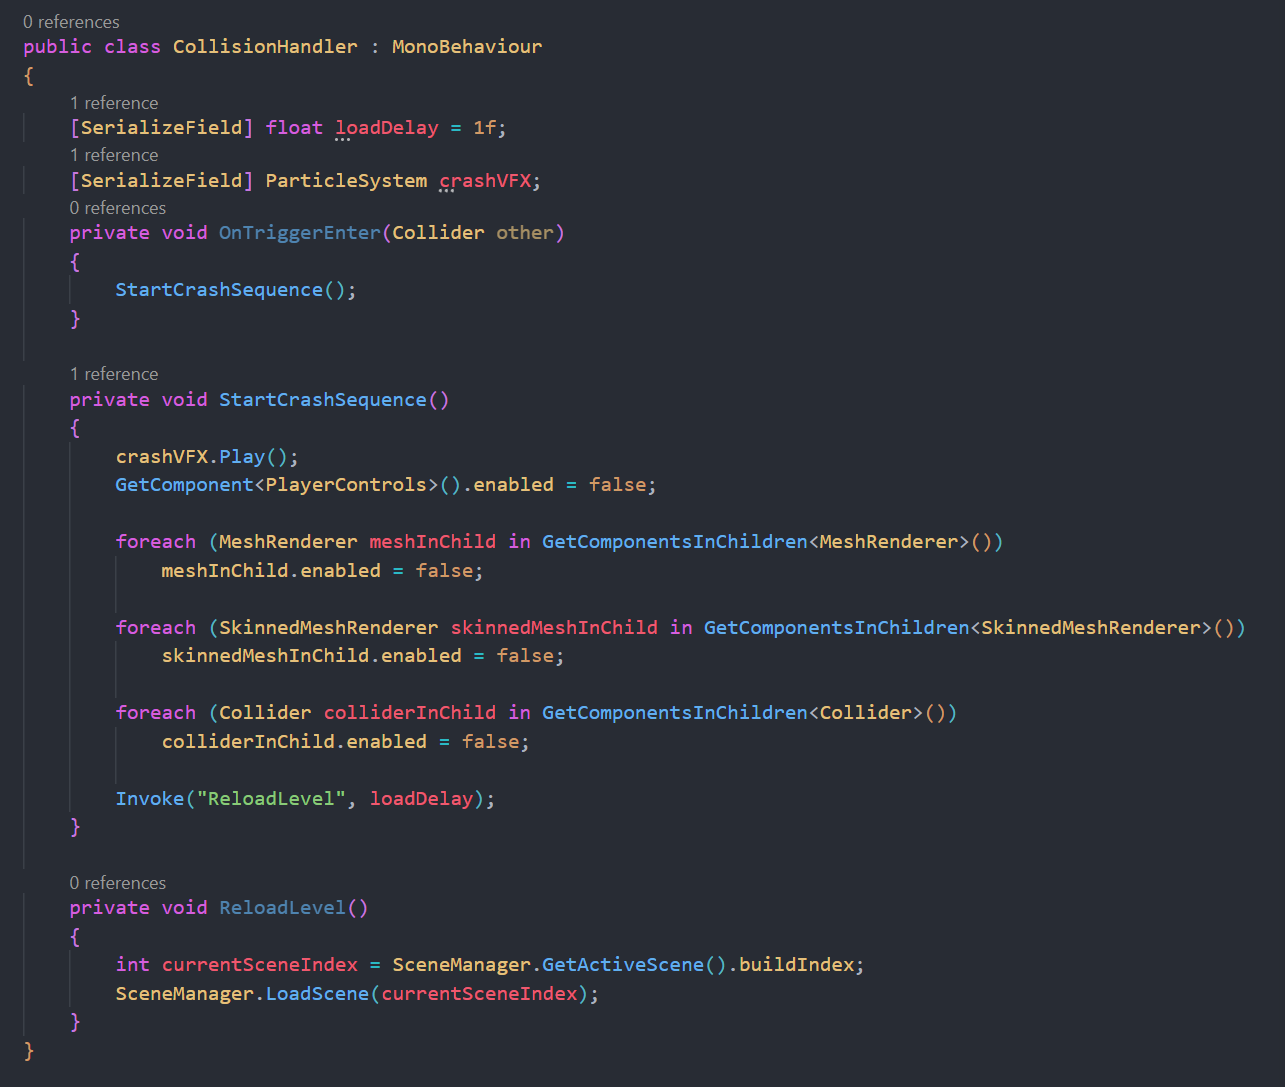 0 references
public class CollisionHandler : MonoBehaviour
{
1 reference
[SerializeField] float loadDelay = 1f;
1 reference
[SerializeField] ParticleSystem crashVFX;
0 references
private void OnTriggerEnter(Collider other)
{
StartCrashSequence();
}
1 reference
private void StartCrashSequence()
{
crashVFX.Play();
GetComponent<PlayerControls>().enabled = false;
foreach (MeshRenderer meshInChild in GetComponentsInChildren<MeshRenderer>())
meshInChild.enabled = false;
foreach (SkinnedMeshRenderer skinnedMeshInChild in GetComponentsInChildren<SkinnedMeshRenderer>())
skinnedMeshInChild.enabled = false;
foreach (Collider colliderInChild in GetComponentsInChildren<Collider>())
colliderInChild.enabled = false;
Invoke("ReloadLevel", loadDelay);
}
0 references
private void ReloadLevel()
{
int currentSceneIndex = SceneManager.GetActiveScene().buildIndex;
SceneManager.LoadScene(currentSceneIndex);
}
}